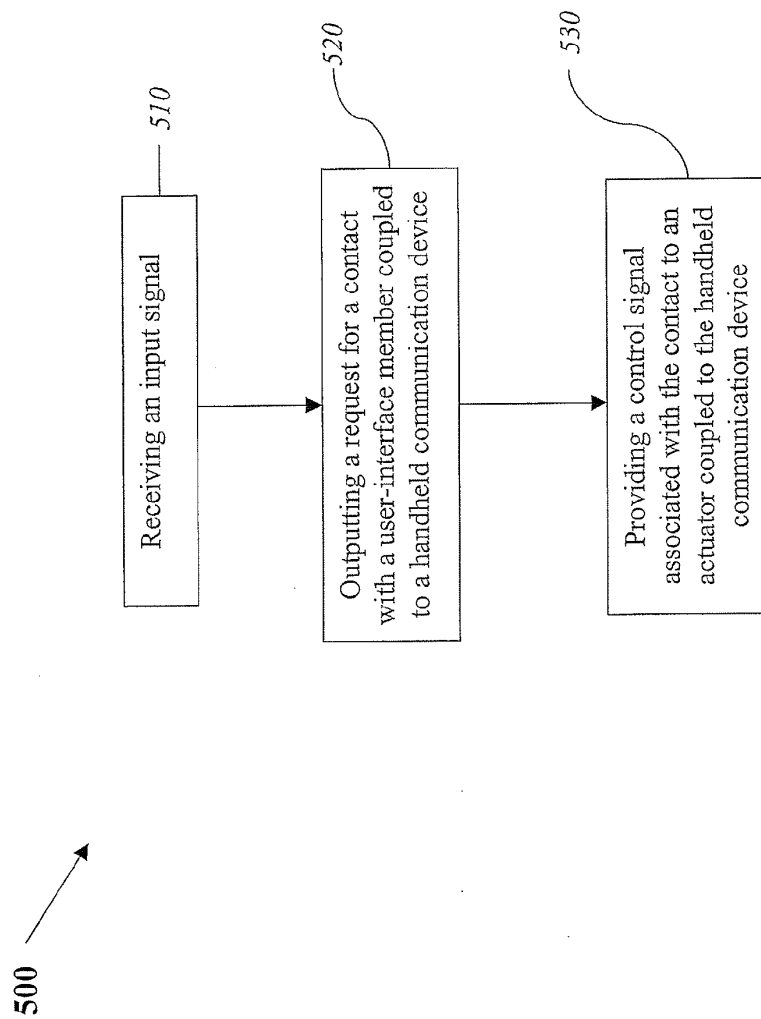 500
Receiving an input signal
510
Outputting a request for a contact
with a user-interface member coupled
to a handheld communication device
520
Providing a control signal
associated with the contact to an
actuator coupled to the handheld
communication device
530